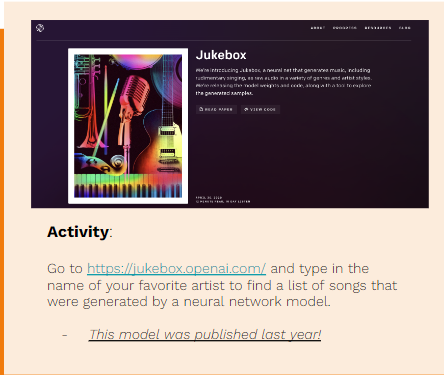 ABOUT PRODUCTS RESOURCES BLOG
Jukebox
We're introducing Jukebox, a neural net that generates music, including
rudimentary singing, as raw audio in a variety of genres and artist styles.
We're releasing the model weights and code, along with a tool to explore
the generated samples.
READ PAPER VIEW CODE
APRIL 30, 2020
Activity:
Go to https://jukebox.openai.com/ and type in the
name of your favorite artist to find a list of songs that
were generated by a neural network model.
- This model was published last year!